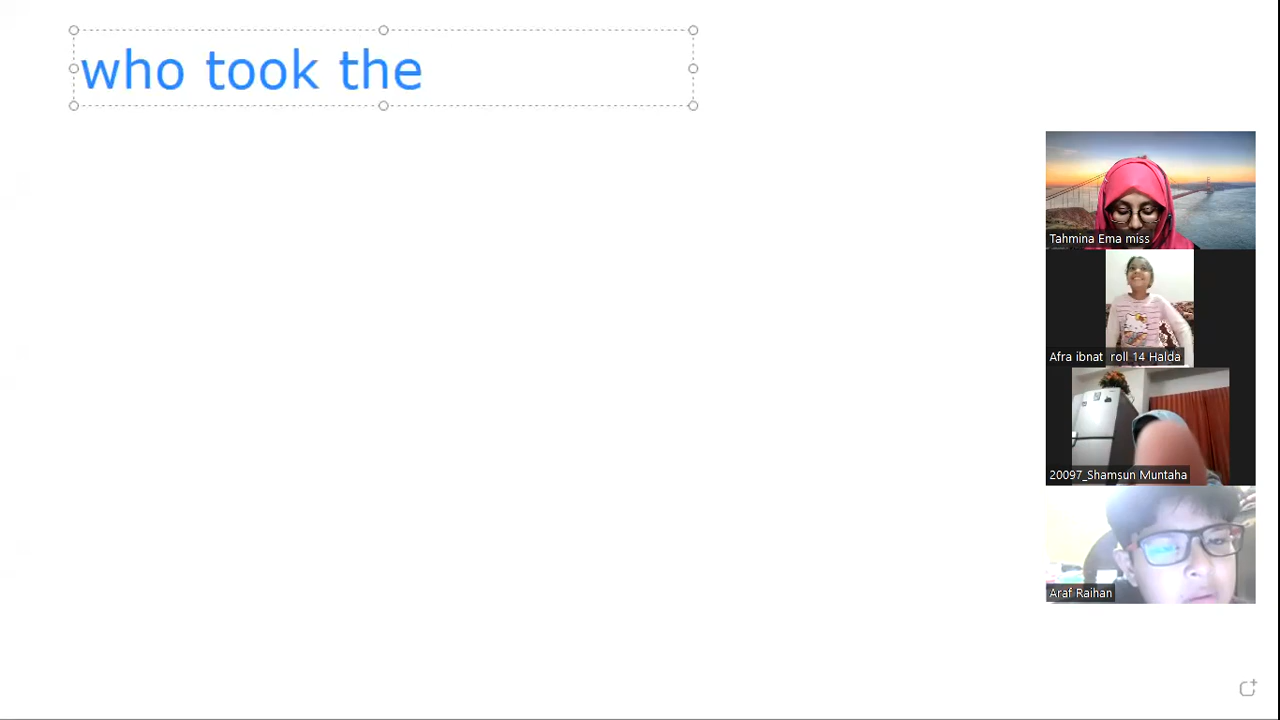 who took the
Tahmina Ema miss
Afra ibnat roll 14 Halda
20097_Shamsun Muntaha
Araf Raihan